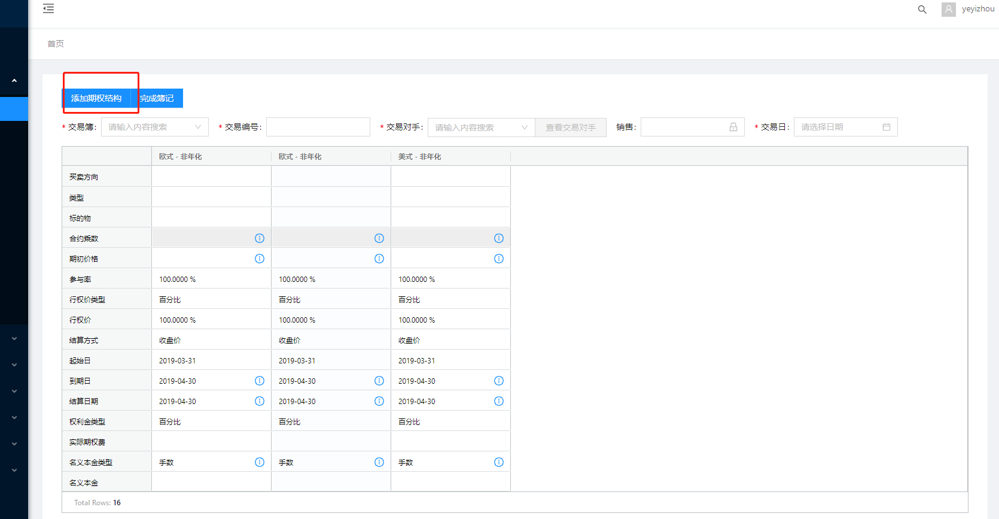 yeyizhou
首页
添加期权结构 完成簿记
* 交易簿: 请输入内容搜索 * 交易编号: * 交易对手: 请输入内容搜索 查看交易对手 销售: * 交易日: 请选择日期
欧式 - 非年化 欧式 - 非年化 美式 - 非年化
买卖方向
类型
标的物
合约乘数
期初价格
参与率 100.0000 % 100.0000 % 100.0000 %
行权价类型 百分比 百分比 百分比
行权价 100.0000 % 100.0000 % 100.0000 %
结算方式 收盘价 收盘价 收盘价
起始日 2019-03-31 2019-03-31 2019-03-31
到期日 2019-04-30 2019-04-30 2019-04-30
结算日期 2019-04-30 2019-04-30 2019-04-30
权利金类型 百分比 百分比 百分比
实际期权费
名义本金类型 手数 手数 手数
名义本金
Total Rows: 16